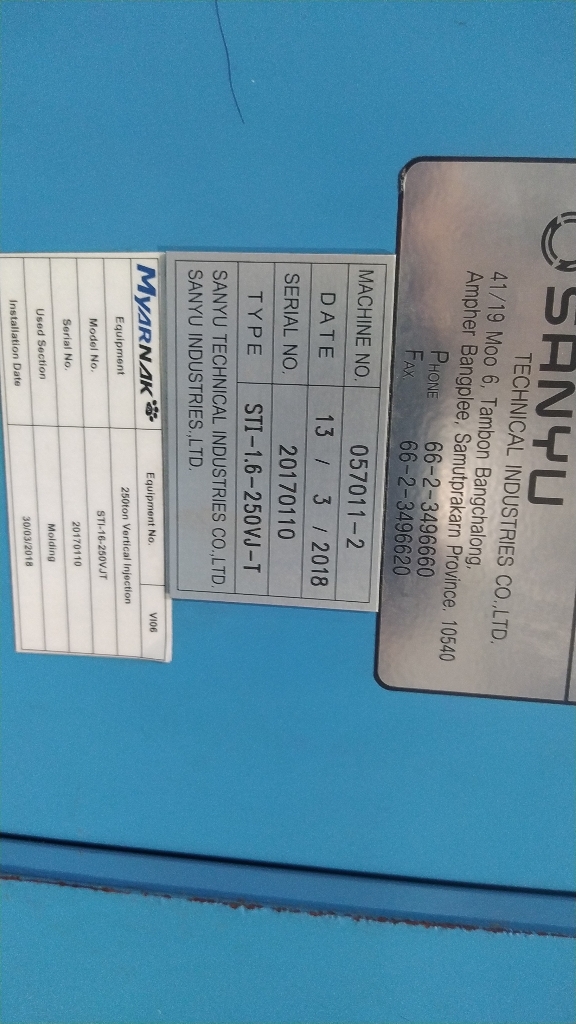 SANYU
TECHNICAL INDUSTRIES CO.,LTD.
41/19 Moo 6, Tambon Bangchalong,
Ampher Bangplee, Samutprakarn Province. 10540
PHONE 66-2-3496660
FAX 66-2-3496620
MACHINE NO. 057011-2
DATE 13 / 3 / 2018
SERIAL NO. 20170110
TYPE STI-1.6-250VJ-T
SANYU TECHNICAL INDUSTRIES CO.,LTD.
SANYU INDUSTRIES.,LTD.
MYARNAK Equipment No. VI06
Equipment 250ton Vertical Injection
Model No. STI-16-250VJT
Serial No. 20170110
Used Section Molding
Installation Date 30/03/2018